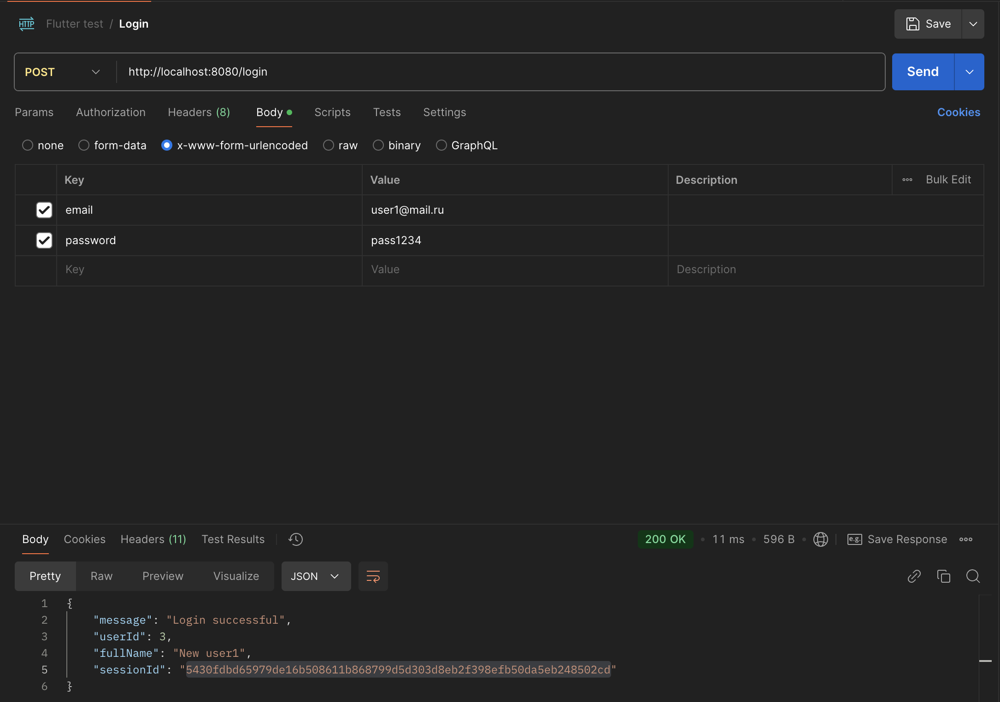 HTTP Flutter test / Login
Save
POST http://localhost:8080/login
Send
Params Authorization Headers (8) Body Scripts Tests Settings Cookies
none form-data x-www-form-urlencoded raw binary GraphQL
Key Value Description Bulk Edit
email user1@mail.ru
password pass1234
Key Value Description
Body Cookies Headers (11) Test Results 200 OK 11 ms 596 B e.g. Save Response
Pretty Raw Preview Visualize JSON
1 {
2 "message": "Login successful",
3 "userId": 3,
4 "fullName": "New user1",
5 "sessionId": "5430fdbd65979de16b508611b868799d5d303d8eb2f398efb50da5eb248502cd"
6 }